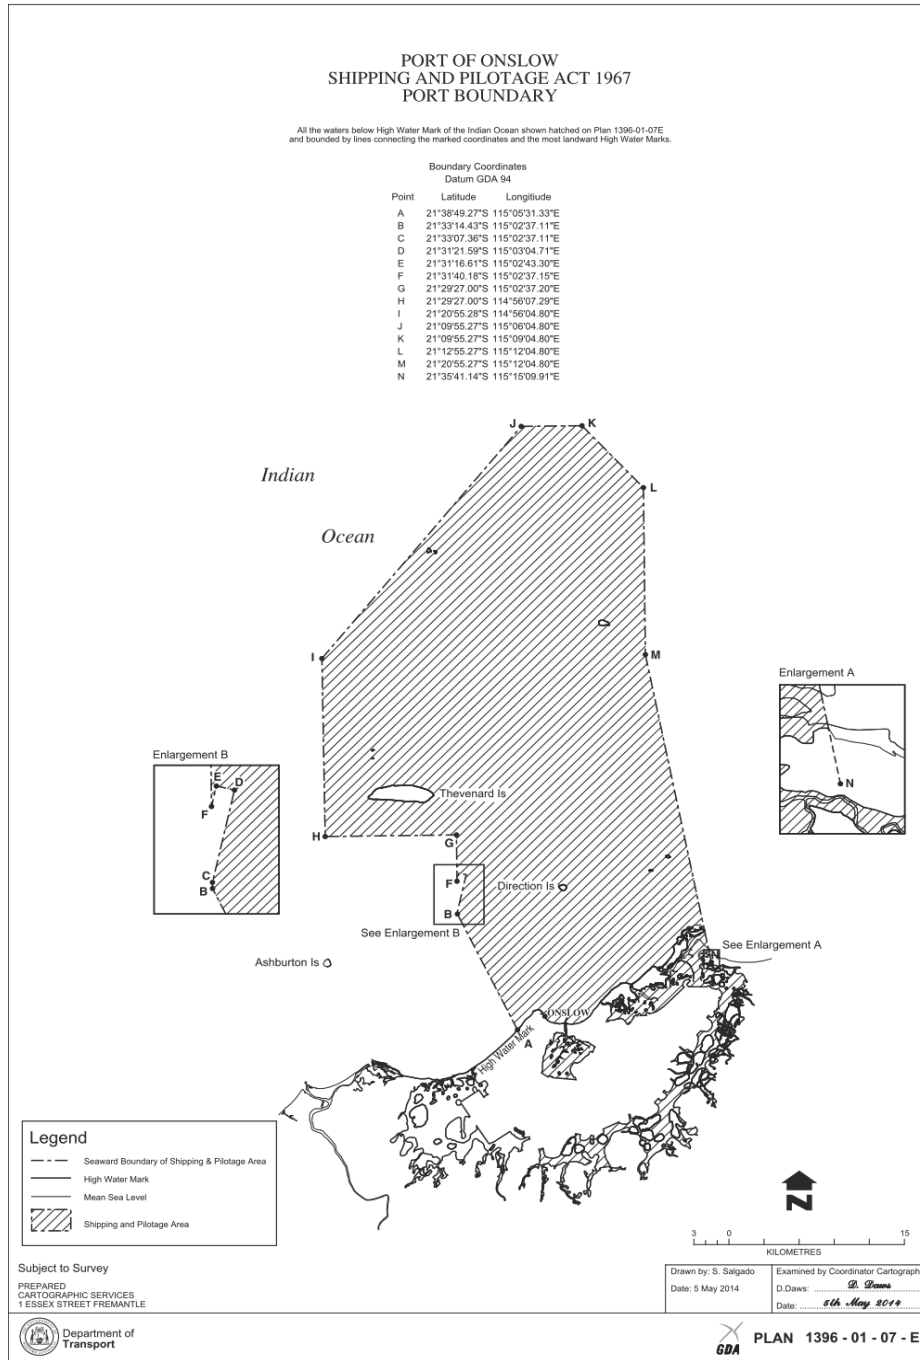 PORT OF ONSLOW
SHIPPING AND PILOTAGE ACT 1967
PORT BOUNDARY
All the waters below High Water Mark of the Indian Ocean shown hatched on Plan 1396-01-07E
and bounded by lines connecting the marked coordinates and the most landward High Water Marks.
Boundary Coordinates
Datum GDA 94
Point Latitude Longitiude
A 21°38'49.27"S 115°05'31.33"E
B 21°33'14.43"S 115°02'37.11"E
C 21°33'07.36"S 115°02'37.11"E
D 21°31'21.59"S 115°03'04.71"E
E 21°31'16.61"S 115°02'43.30"E
F 21°31'40.18"S 115°02'37.15"E
G 21°29'27.00"S 115°02'37.20"E
H 21°29'27.00"S 114°56'07.29"E
I 21°20'55.28"S 114°56'04.80"E
J 21°09'55.27"S 115°06'04.80"E
K 21°09'55.27"S 115°09'04.80"E
L 21°12'55.27"S 115°12'04.80"E
M 21°20'55.27"S 115°12'04.80"E
N 21°35'41.14"S 115°15'09.91"E
J K
Indian
L
Ocean
I M
Enlargement A
N
Enlargement B
E D
F
C
B
Thevenard Is
H G
F
Direction Is
B
See Enlargement B
See Enlargement A
N
Ashburton Is
ONSLOW
A
High Water Mark
Legend
Seaward Boundary of Shipping & Pilotage Area
High Water Mark
Mean Sea Level
Shipping and Pilotage Area
N
3 0 15
KILOMETRES
Subject to Survey
PREPARED
CARTOGRAPHIC SERVICES
1 ESSEX STREET FREMANTLE
Drawn by: S. Salgado
Date: 5 May 2014
Examined by Coordinator Cartograph
D.Daws: D. Daws
Date: 6th May 2014
Department of
Transport
GDA
PLAN 1396 - 01 - 07 - E